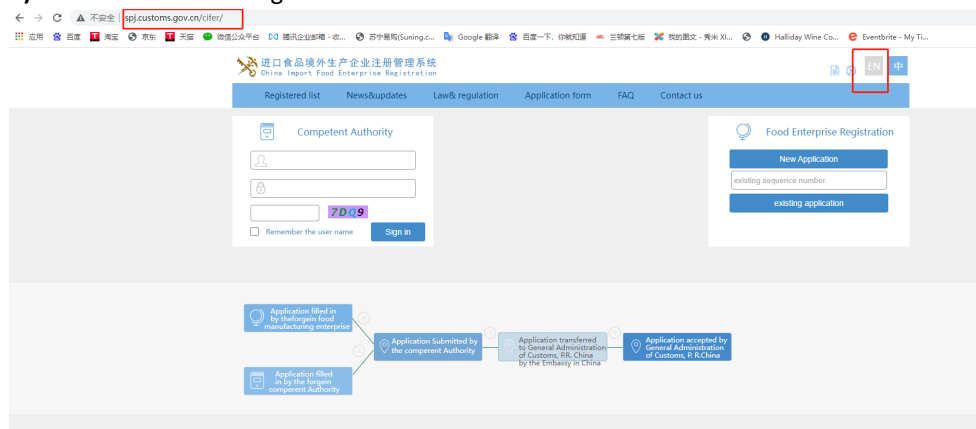 不安全 | spj.customs.gov.cn/cifer/
应用 百度 淘宝 京东 天猫 微信公众平台 腾讯企业邮箱 - 收... 苏宁易购(Suning.c... Google 翻译 百度一下，你就知道 三顿第七版 我的图文 - 秀米 XI... Halliday Wine Co... Eventbrite - My Ti...
进口食品境外生产企业注册管理系统
China Import Food Enterprise Registration
EN 中
Registered list News&updates Law& regulation Application form FAQ Contact us
Competent Authority
7DQ9
Remember the user name Sign in
Food Enterprise Registration
New Application
existing sequence number.
existing application
Application filled in
by theforgein food
manufacturing enterprise
Application filled
in by the forgein
comperent Authority
Application Submitted by
the comperent Authority
Application transferred
to General Administration
of Customs, P.R. China
by the Embassy in China
Application accepted by
General Administration
of Customs, P. R.China